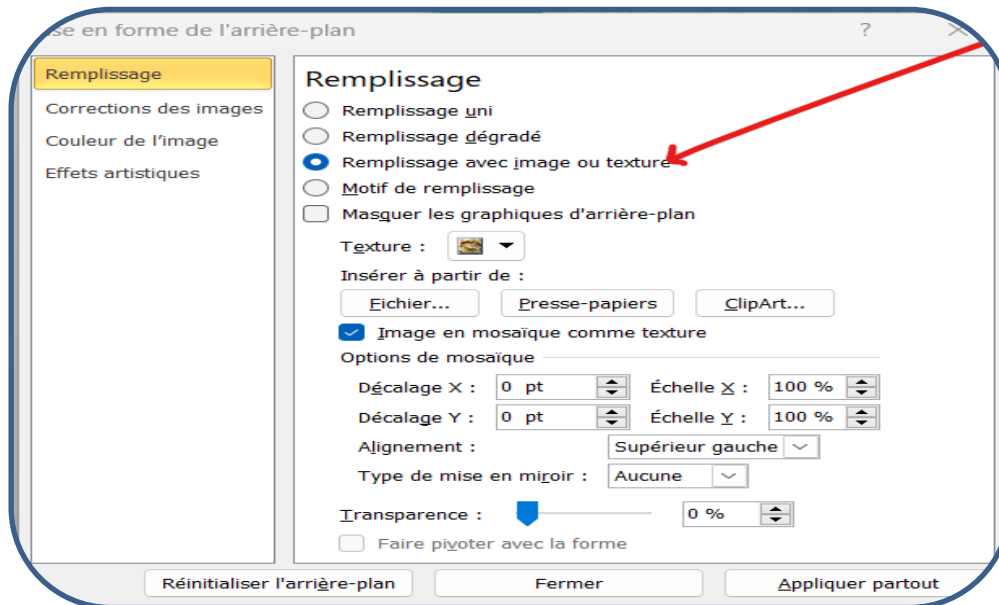 se en forme de l'arrière-plan ?
Remplissage
Corrections des images
Couleur de l'image
Effets artistiques
Remplissage
Remplissage uni
Remplissage dégradé
Remplissage avec image ou texture
Motif de remplissage
Masquer les graphiques d'arrière-plan
Texture :
Insérer à partir de :
Fichier... Presse-papiers ClipArt...
Image en mosaïque comme texture
Options de mosaïque
Décalage X : 0 pt Échelle X : 100 %
Décalage Y : 0 pt Échelle Y : 100 %
Alignement : Supérieur gauche
Type de mise en miroir : Aucune
Transparence : 0 %
Faire pivoter avec la forme
Réinitialiser l'arrière-plan Fermer Appliquer partout